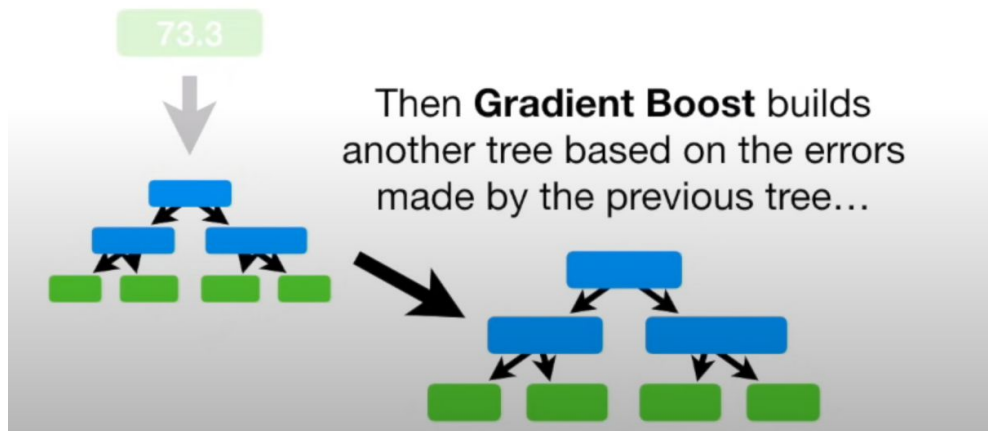 73.3
Then Gradient Boost builds
another tree based on the errors
made by the previous tree...